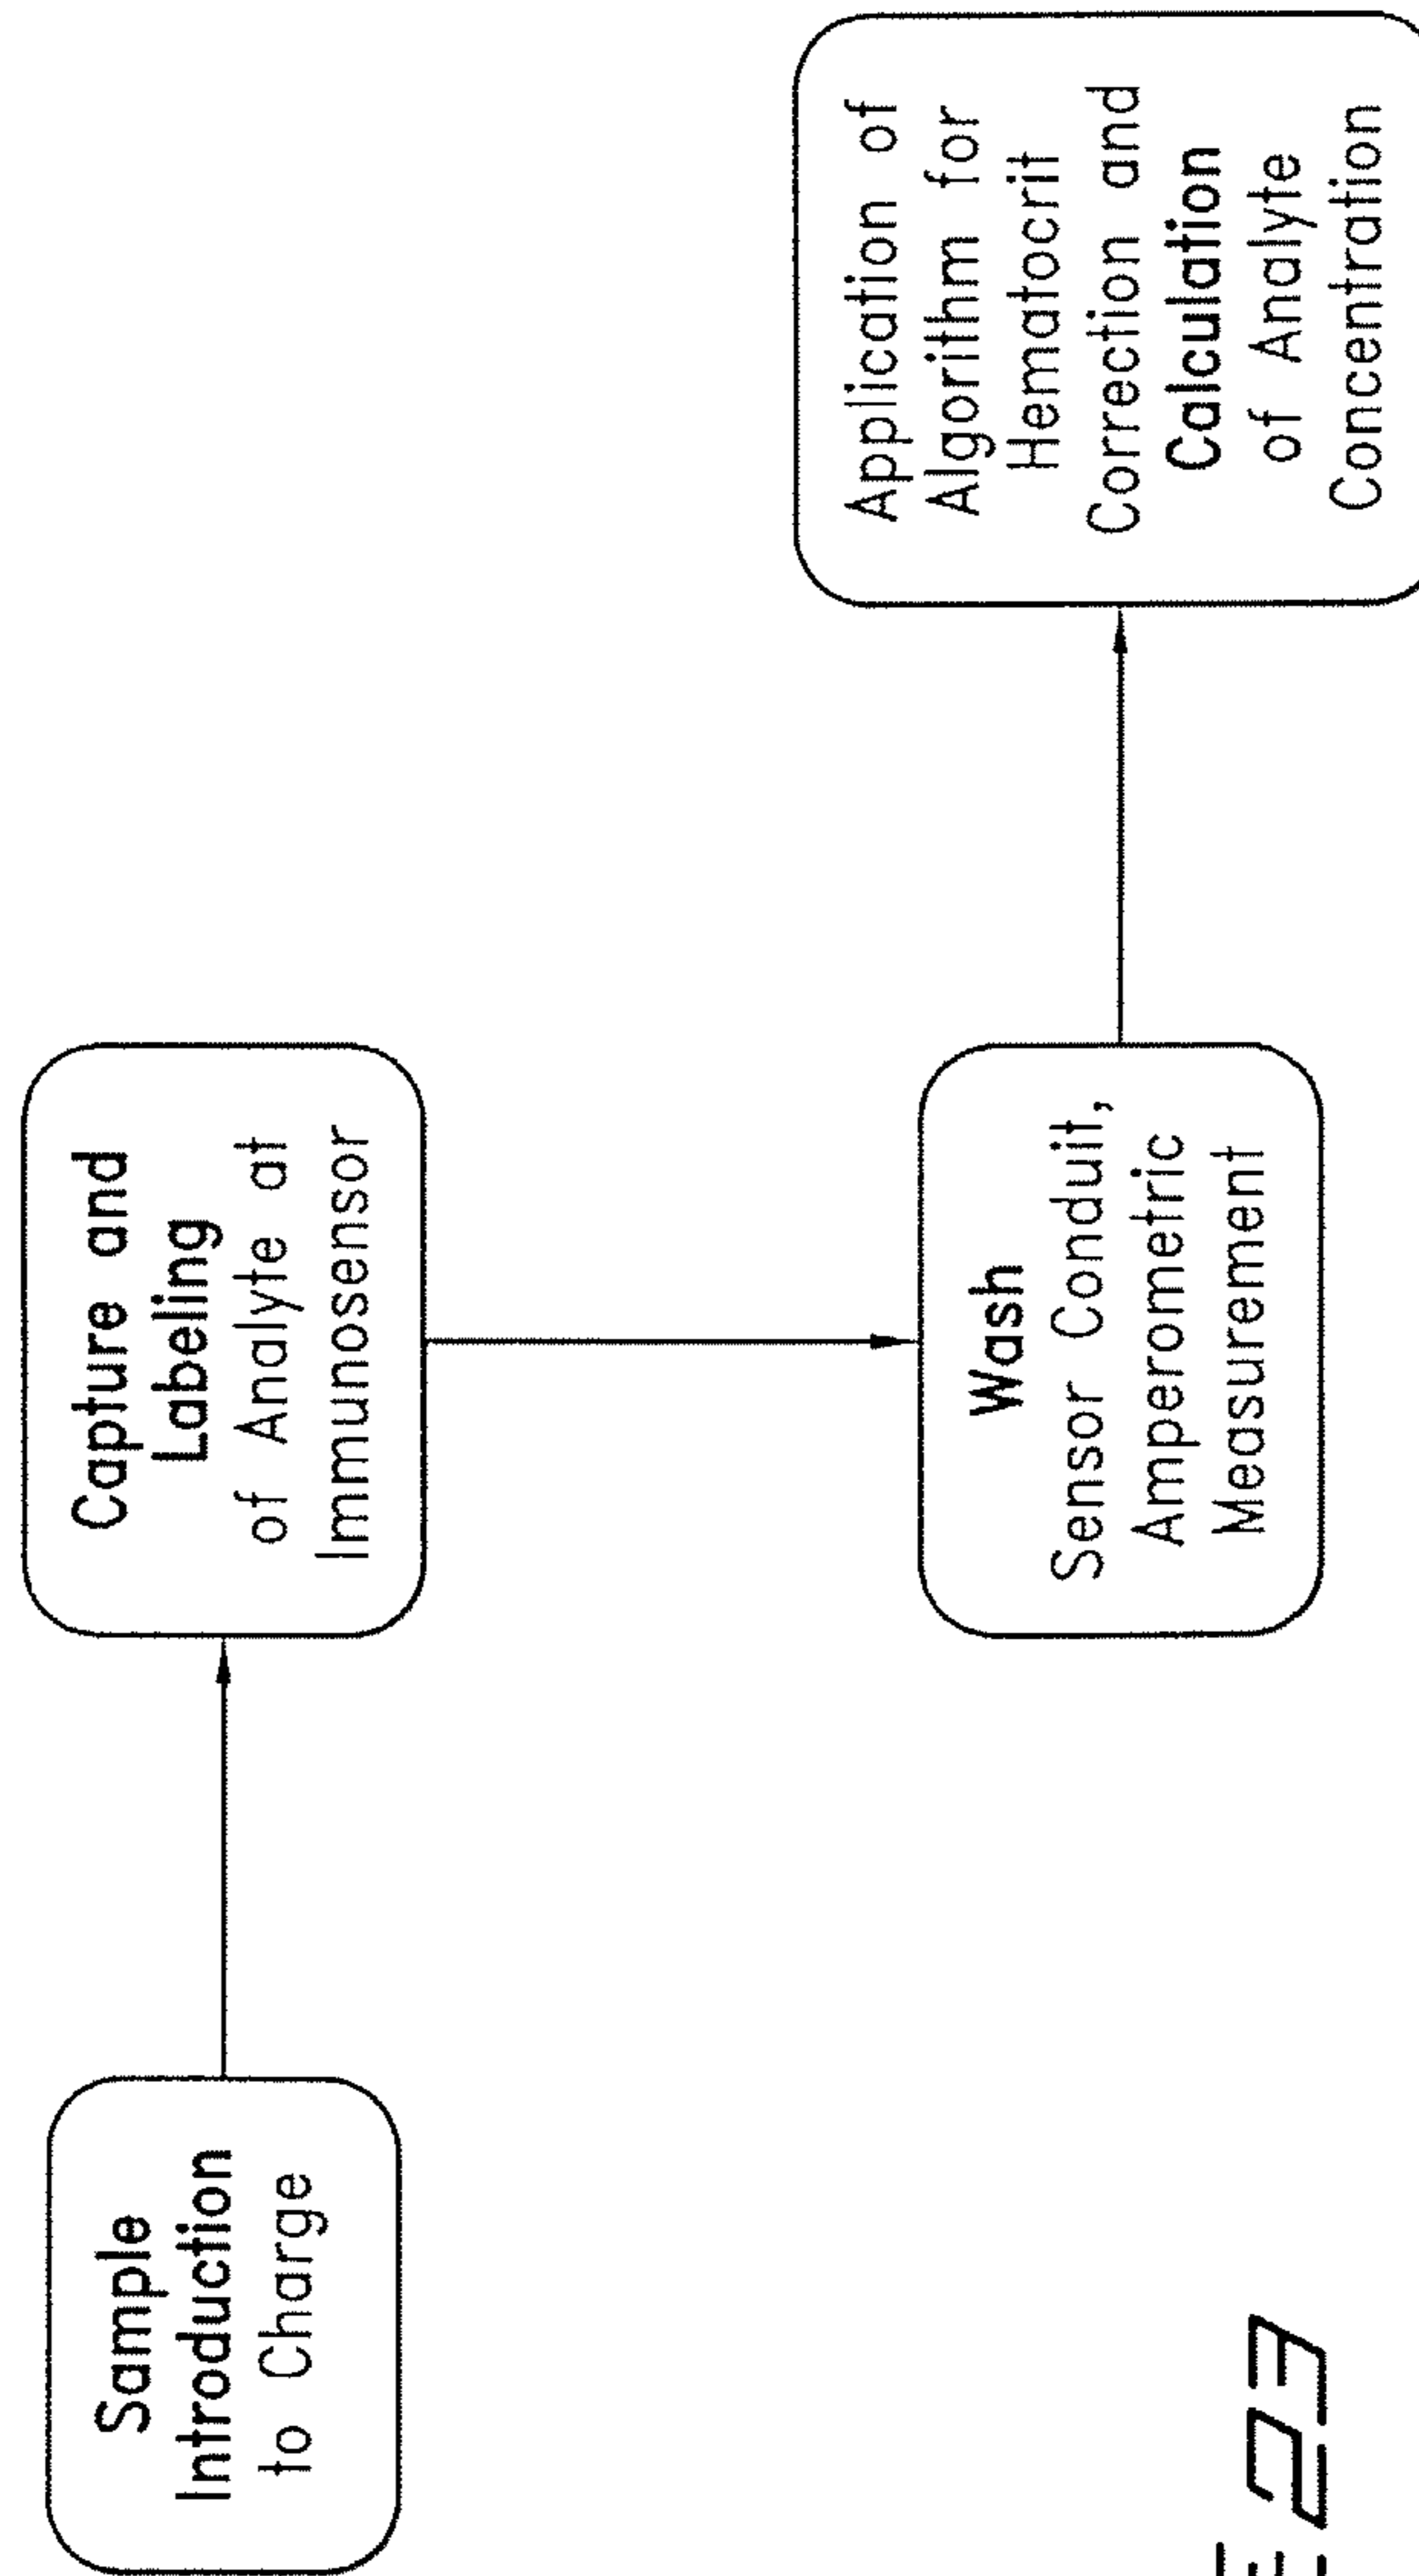 Sample
Introduction
to Charge
Capture and
Labeling
of Analyte at
Immunosensor
Wash
Sensor Conduit,
Amperometric
Measurement
Application of
Algorithm for
Hematocrit
Correction and
Calculation
of Analyte
Concentration
23